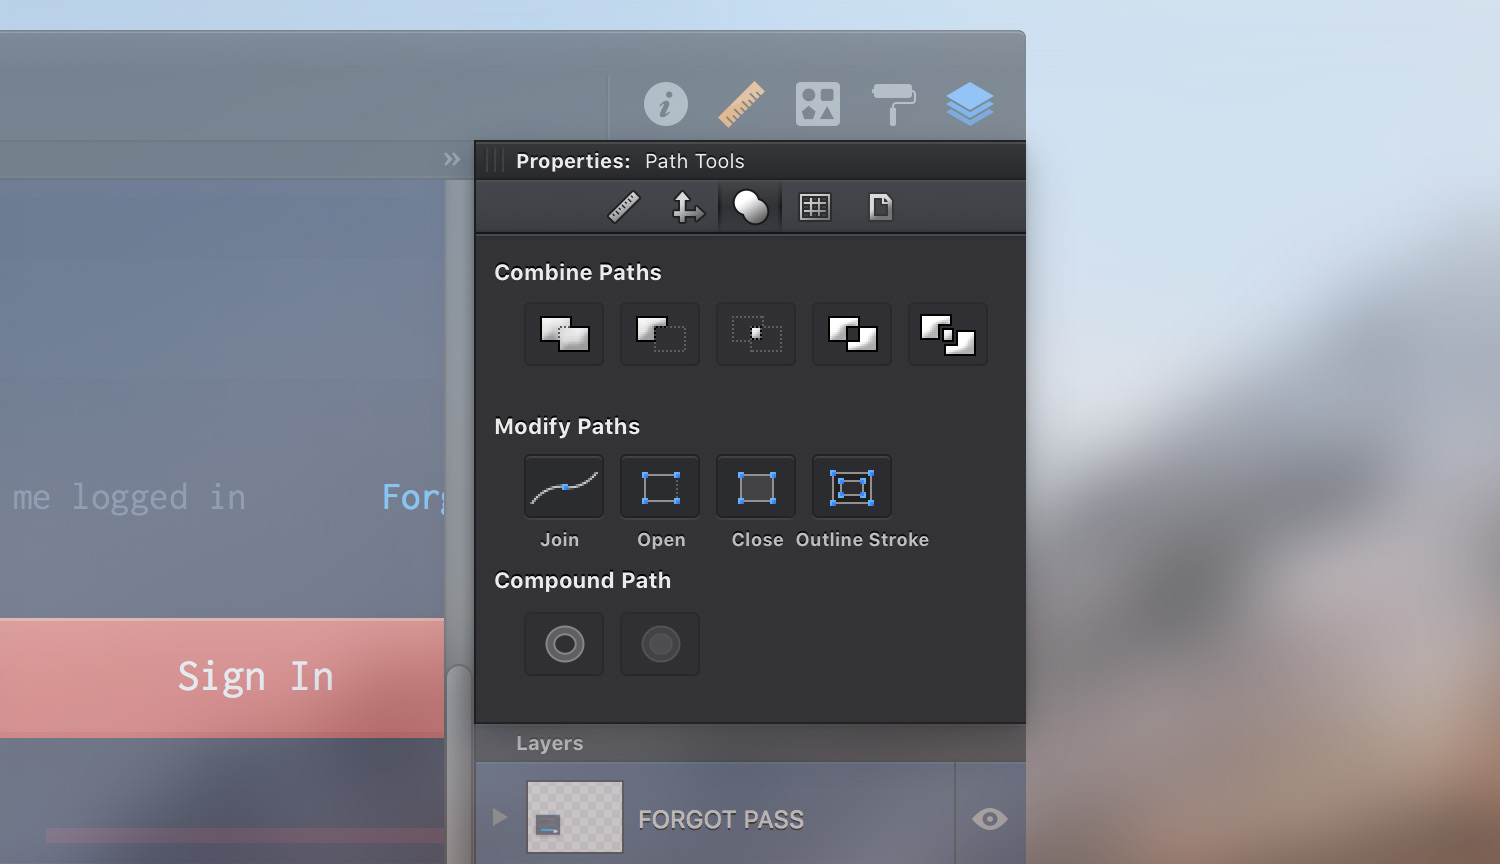 »
Properties: Path Tools
Combine Paths
Modify Paths
me logged in
Forg
Join Open Close Outline Stroke
Compound Path
Sign In
Layers
FORGOT PASS